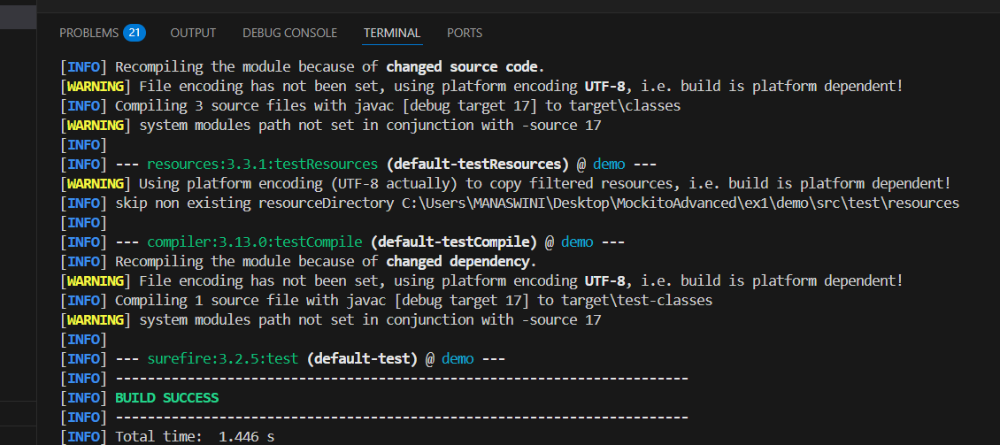 PROBLEMS 21 OUTPUT DEBUG CONSOLE TERMINAL PORTS
[INFO] Recompiling the module because of changed source code.
[WARNING] File encoding has not been set, using platform encoding UTF-8, i.e. build is platform dependent!
[INFO] Compiling 3 source files with javac [debug target 17] to target\classes
[WARNING] system modules path not set in conjunction with -source 17
[INFO]
[INFO] --- resources:3.3.1:testResources (default-testResources) @ demo ---
[WARNING] Using platform encoding (UTF-8 actually) to copy filtered resources, i.e. build is platform dependent!
[INFO] skip non existing resourceDirectory C:\Users\MANASWINI\Desktop\MockitoAdvanced\ex1\demo\src\test\resources
[INFO]
[INFO] --- compiler:3.13.0:testCompile (default-testCompile) @ demo ---
[INFO] Recompiling the module because of changed dependency.
[WARNING] File encoding has not been set, using platform encoding UTF-8, i.e. build is platform dependent!
[INFO] Compiling 1 source file with javac [debug target 17] to target\test-classes
[WARNING] system modules path not set in conjunction with -source 17
[INFO]
[INFO] --- surefire:3.2.5:test (default-test) @ demo ---
[INFO] ------------------------------------------------------------------------
[INFO] BUILD SUCCESS
[INFO] ------------------------------------------------------------------------
[INFO] Total time:  1.446 s